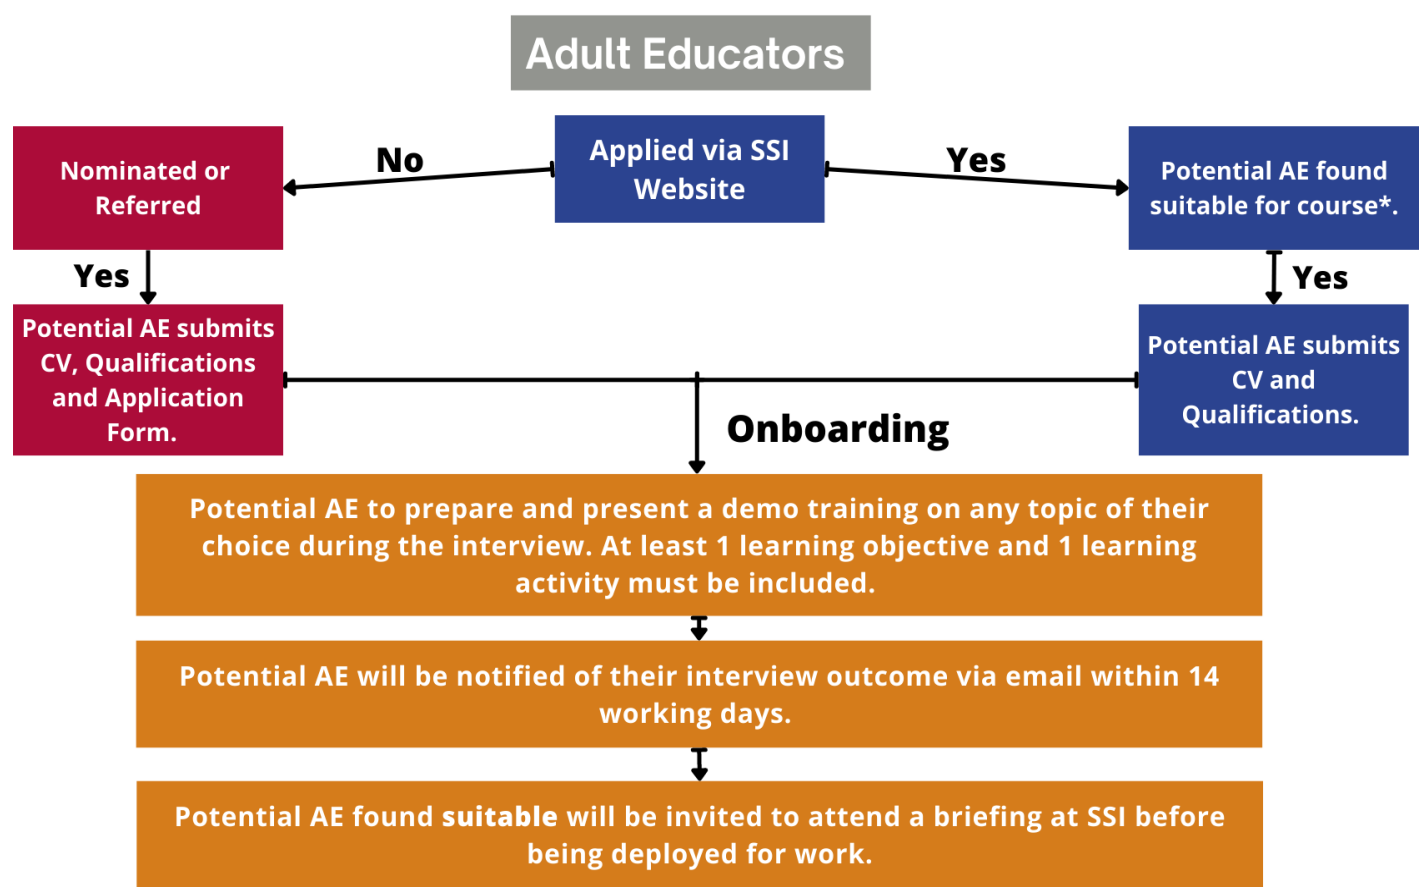 Adult Educators
Applied via SSI
Website
No
Yes
Nominated or
Referred
Potential AE found
suitable for course*.
Yes
Yes
Potential AE submits
CV, Qualifications
and Application
Form.
Potential AE submits
CV and
Qualifications.
Onboarding
Potential AE to prepare and present a demo training on any topic of their
choice during the interview. At least 1 learning objective and 1 learning
activity must be included.
Potential AE will be notified of their interview outcome via email within 14
working days.
Potential AE found suitable will be invited to attend a briefing at SSI before
being deployed for work.